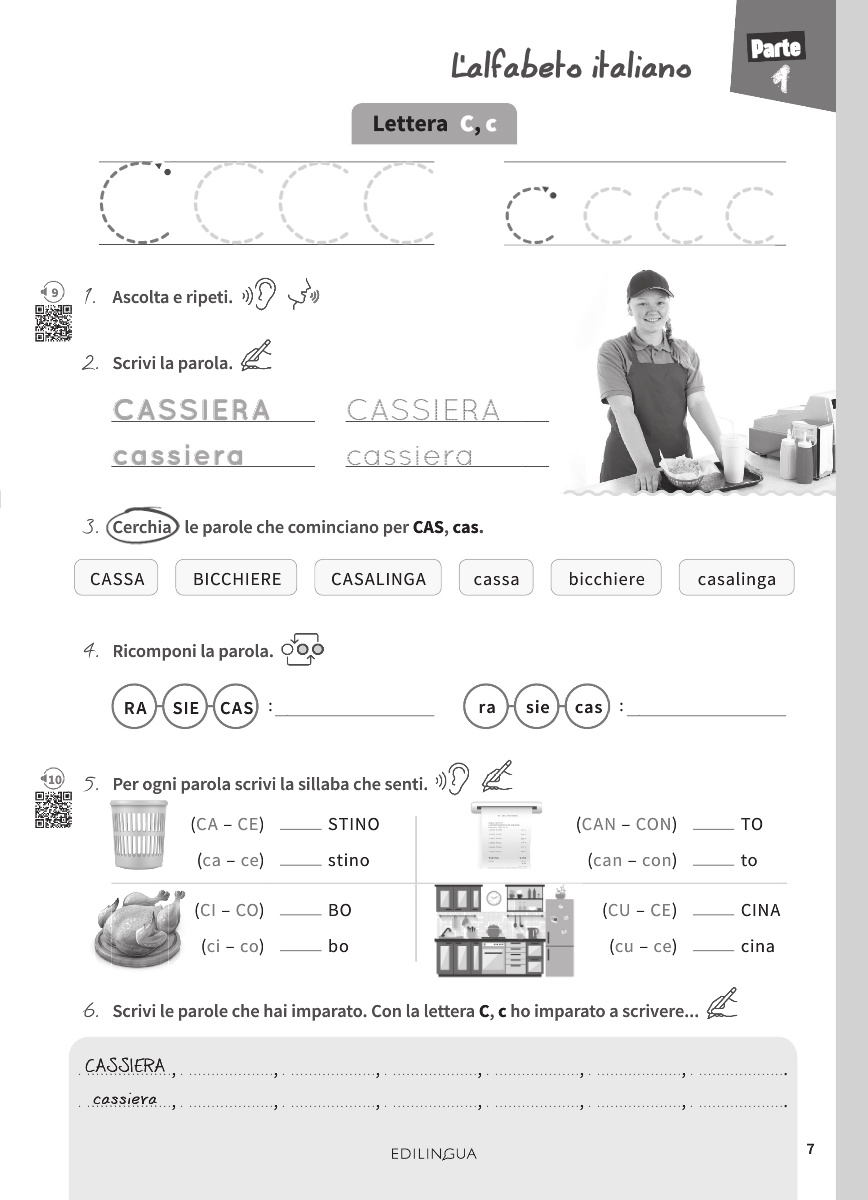 L'alfabeto italiano
Parte
1
Lettera C, c
C C C C c c c c
9
1. Ascolta e ripeti.
2. Scrivi la parola.
CASSIERA CASSIERA
cassiera cassiera
3. Cerchia le parole che cominciano per CAS, cas.
CASSA BICCHIERE CASALINGA cassa bicchiere casalinga
4. Ricomponi la parola.
RA SIE CAS : ra sie cas :
10
5. Per ogni parola scrivi la sillaba che senti.
(CA – CE) ____ STINO (CAN – CON) ____ TO
(ca – ce) ____ stino (can – con) ____ to
(CI – CO) ____ BO (CU – CE) ____ CINA
(ci – co) ____ bo (cu – ce) ____ cina
6. Scrivi le parole che hai imparato. Con la lettera C, c ho imparato a scrivere...
CASSIERA, , , , , , .
cassiera, , , , , , .
EDILINGUA
7